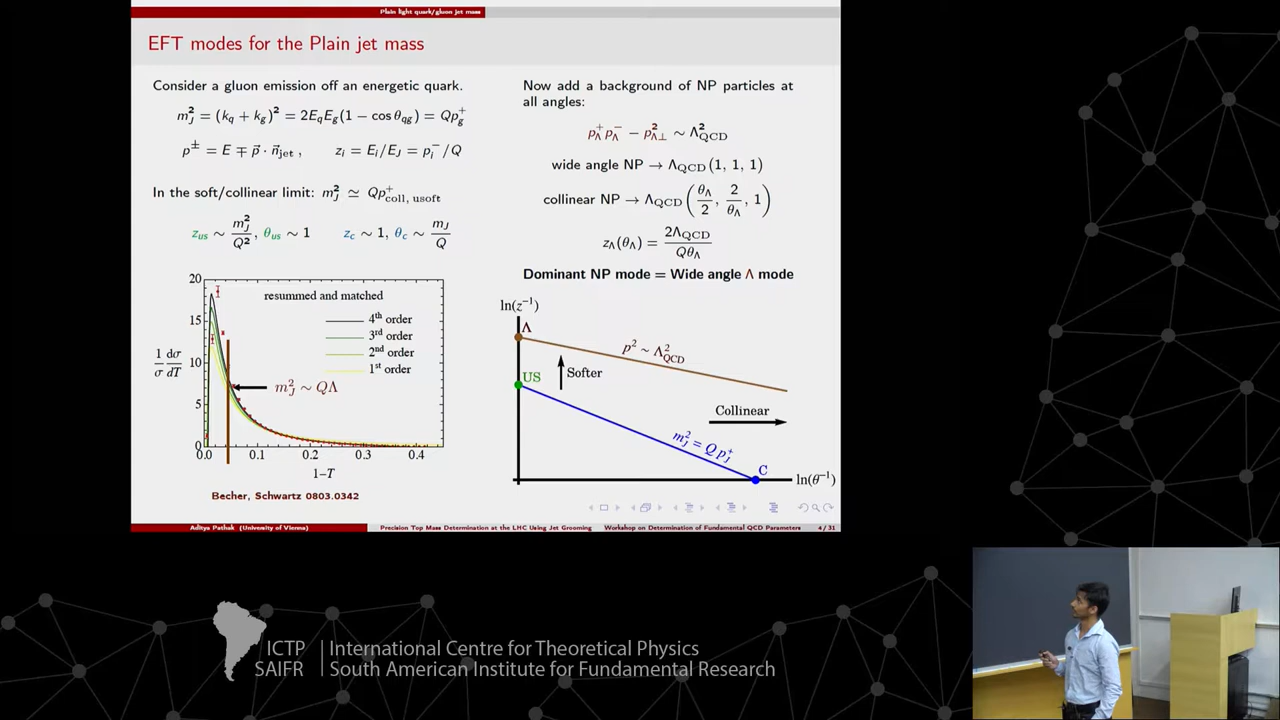 Plain light quark/gluon jet mass
EFT modes for the Plain jet mass
Consider a gluon emission off an energetic quark.
m_J^2 = (k_q + k_g)^2 = 2E_qE_g(1 − cos θ_qg) = Qp_g^+
p^± = E ∓ p⃗ · n⃗_jet ,  z_i = E_i/E_J = p_i^−/Q
In the soft/collinear limit: m_J^2 ≃ Qp^+_coll, usoft
z_us ∼ m_J^2/Q^2, θ_us ∼ 1  z_c ∼ 1, θ_c ∼ m_J/Q
20
15
10
5
0
0.0 0.1 0.2 0.3 0.4
1−T
1/σ dσ/dT
resummed and matched
4th order
3rd order
2nd order
1st order
m_J^2 ∼ QΛ
Becher, Schwartz 0803.0342
Now add a background of NP particles at
all angles:
p_Λ^+ p_Λ^− − p_Λ⊥^2 ∼ Λ_QCD^2
wide angle NP → Λ_QCD (1, 1, 1)
collinear NP → Λ_QCD (θ_Λ/2, 2/θ_Λ, 1)
z_Λ(θ_Λ) = 2Λ_QCD/Qθ_Λ
Dominant NP mode = Wide angle Λ mode
ln(z^−1)
Λ
p^2 ∼ Λ_QCD^2
US
Softer
Collinear
m_J^2 = Q p_J^+
C
ln(θ^−1)
Aditya Pathak (University of Vienna) Precision Top Mass Determination at the LHC Using Jet Grooming Workshop on Determination of Fundamental QCD Parameters 4 / 31
ICTP International Centre for Theoretical Physics
SAIFR South American Institute for Fundamental Research